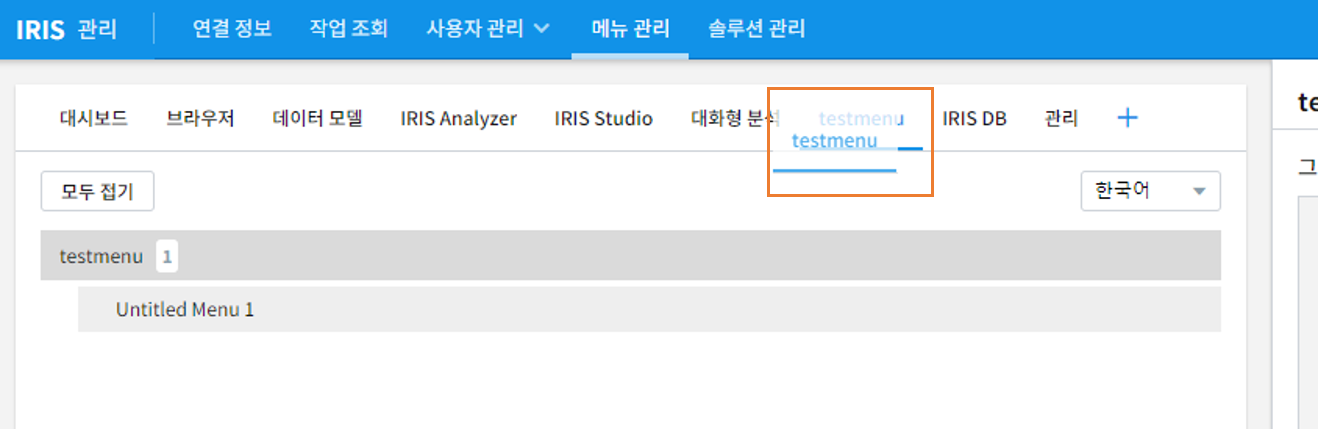 IRIS 관리 연결 정보 작업 조회 사용자 관리 메뉴 관리 솔루션 관리
대시보드 브라우저 데이터 모델 IRIS Analyzer IRIS Studio 대화형 분석 testmenu IRIS DB 관리 +
testmenu
te
모두 접기 한국어
그
testmenu 1
Untitled Menu 1